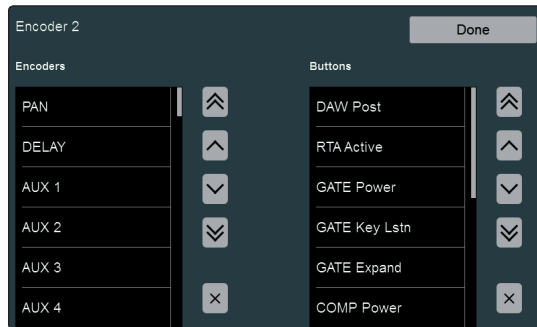 Encoder 2
Done
Encoders
Buttons
PAN
DELAY
AUX 1
AUX 2
AUX 3
AUX 4
DAW Post
RTA Active
GATE Power
GATE Key Lstn
GATE Expand
COMP Power